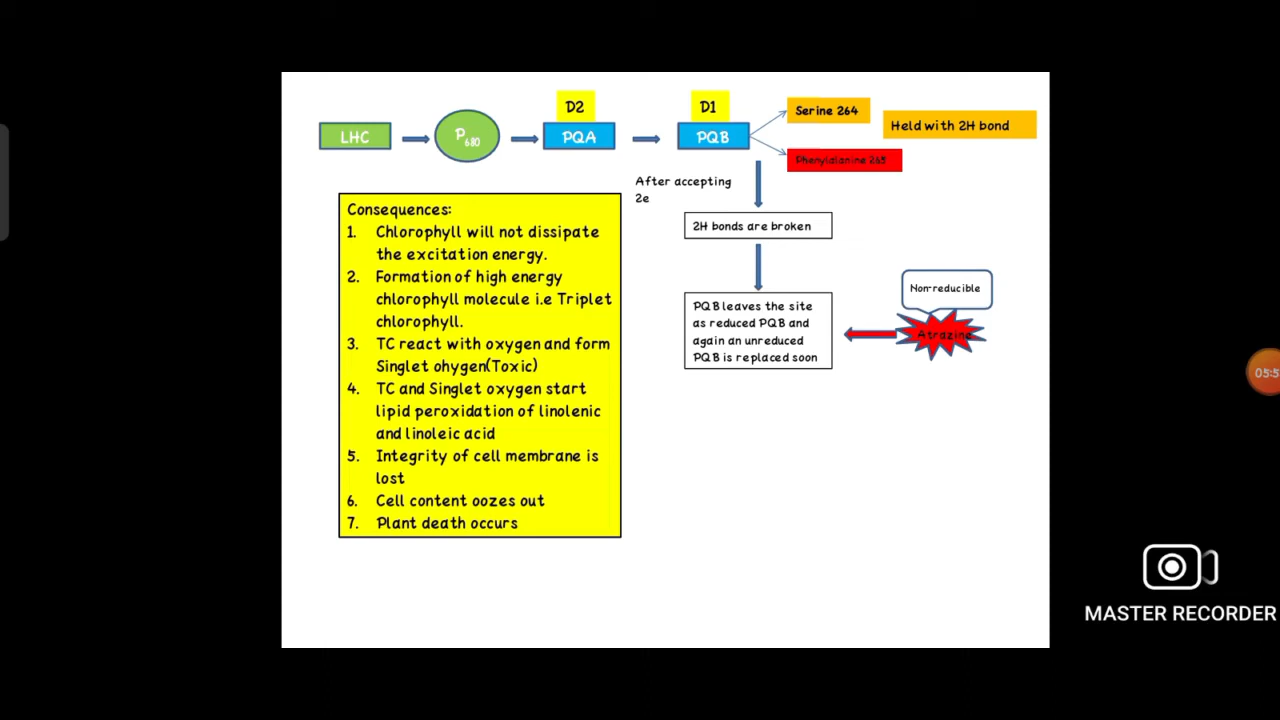 D2
D1
LHC
P680
PQA
PQB
Serine 264
Held with 2H bond
Phenylalanine 265
After accepting
2e
2H bonds are broken
PQB leaves the site
as reduced PQB and
again an unreduced
PQB is replaced soon
Non-reducible
Atrazine
Consequences:
1. Chlorophyll will not dissipate
the excitation energy.
2. Formation of high energy
chlorophyll molecule i.e Triplet
chlorophyll.
3. TC react with oxygen and form
Singlet ohygen(Toxic)
4. TC and Singlet oxygen start
lipid peroxidation of linolenic
and linoleic acid
5. Integrity of cell membrane is
lost
6. Cell content oozes out
7. Plant death occurs
05:5
MASTER RECORDER